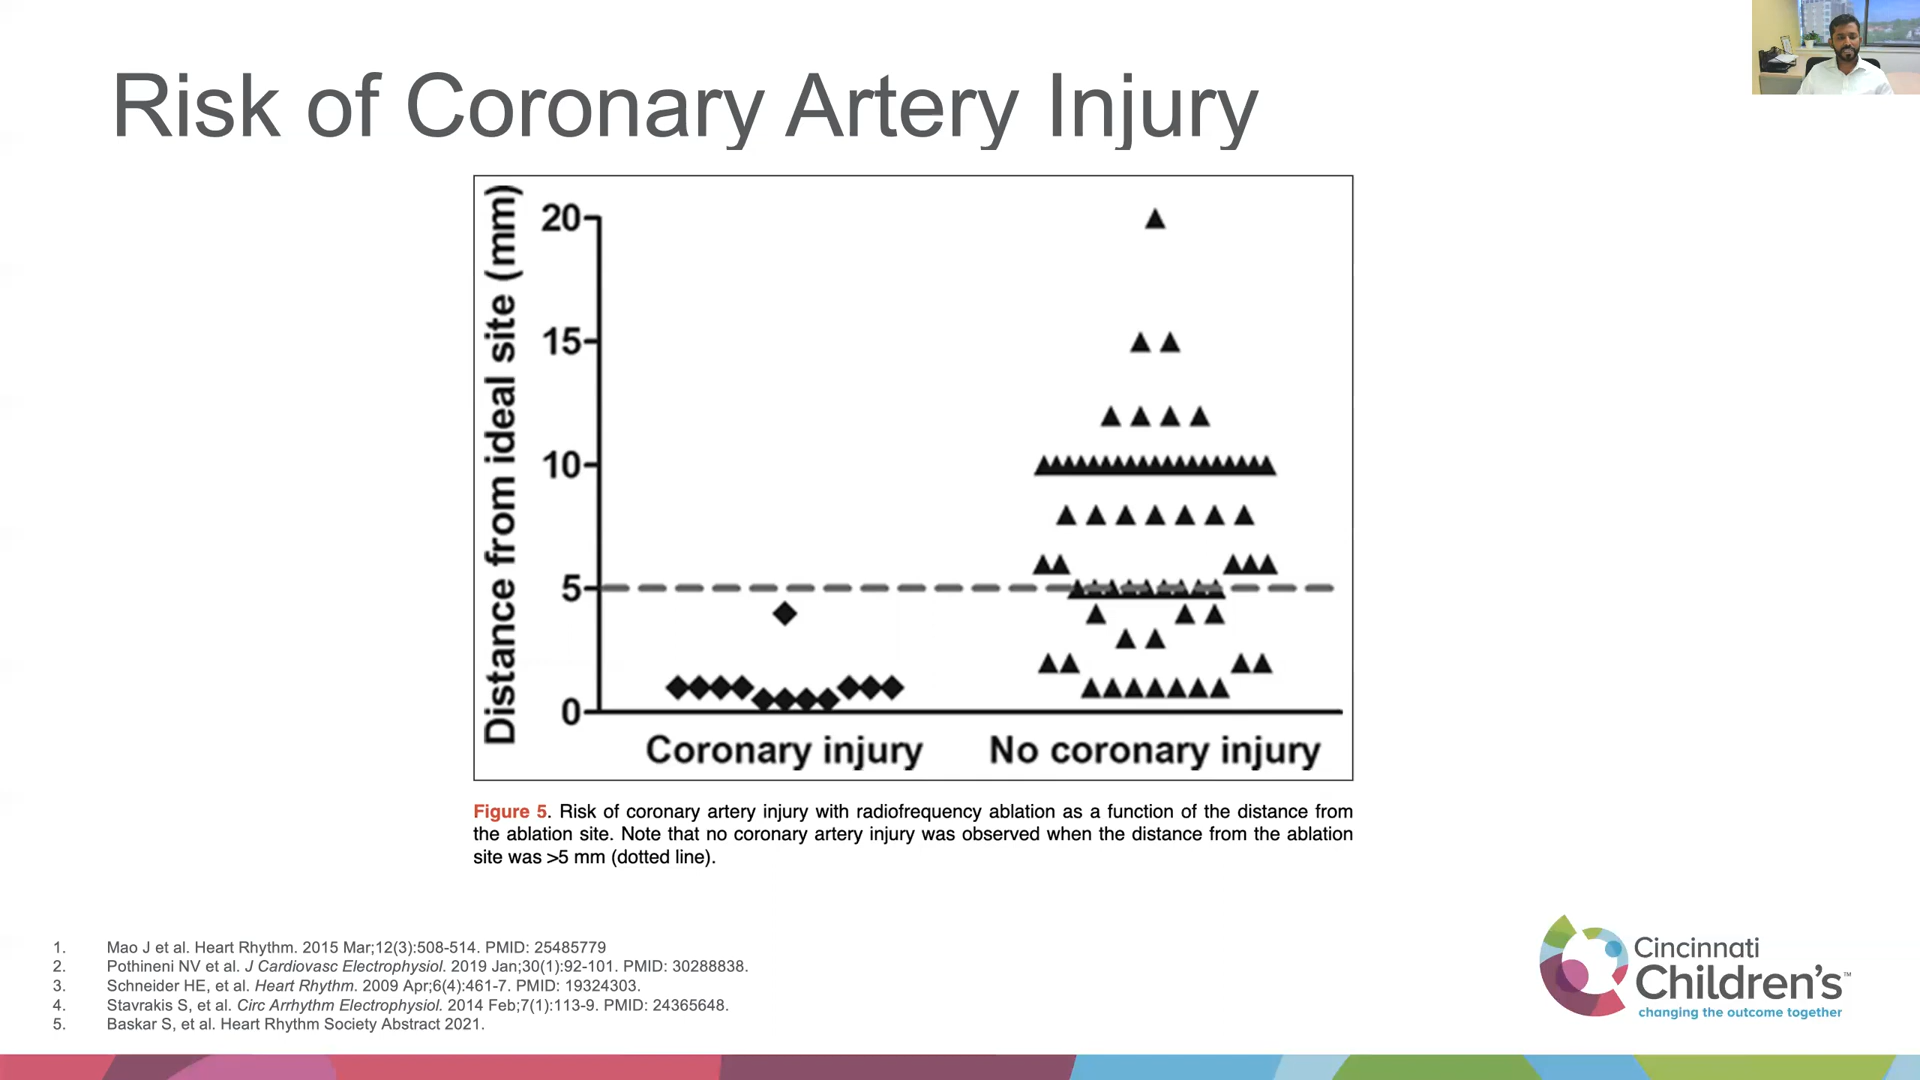 Risk of Coronary Artery Injury
Distance from ideal site (mm)
20
15
10
5
0
Coronary injury
No coronary injury
Figure 5. Risk of coronary artery injury with radiofrequency ablation as a function of the distance from
the ablation site. Note that no coronary artery injury was observed when the distance from the ablation
site was >5 mm (dotted line).
1. Mao J et al. Heart Rhythm. 2015 Mar;12(3):508-514. PMID: 25485779
2. Pothineni NV et al. J Cardiovasc Electrophysiol. 2019 Jan;30(1):92-101. PMID: 30288838.
3. Schneider HE, et al. Heart Rhythm. 2009 Apr;6(4):461-7. PMID: 19324303.
4. Stavrakis S, et al. Circ Arrhythm Electrophysiol. 2014 Feb;7(1):113-9. PMID: 24365648.
5. Baskar S, et al. Heart Rhythm Society Abstract 2021.
Cincinnati
Children's™
changing the outcome together